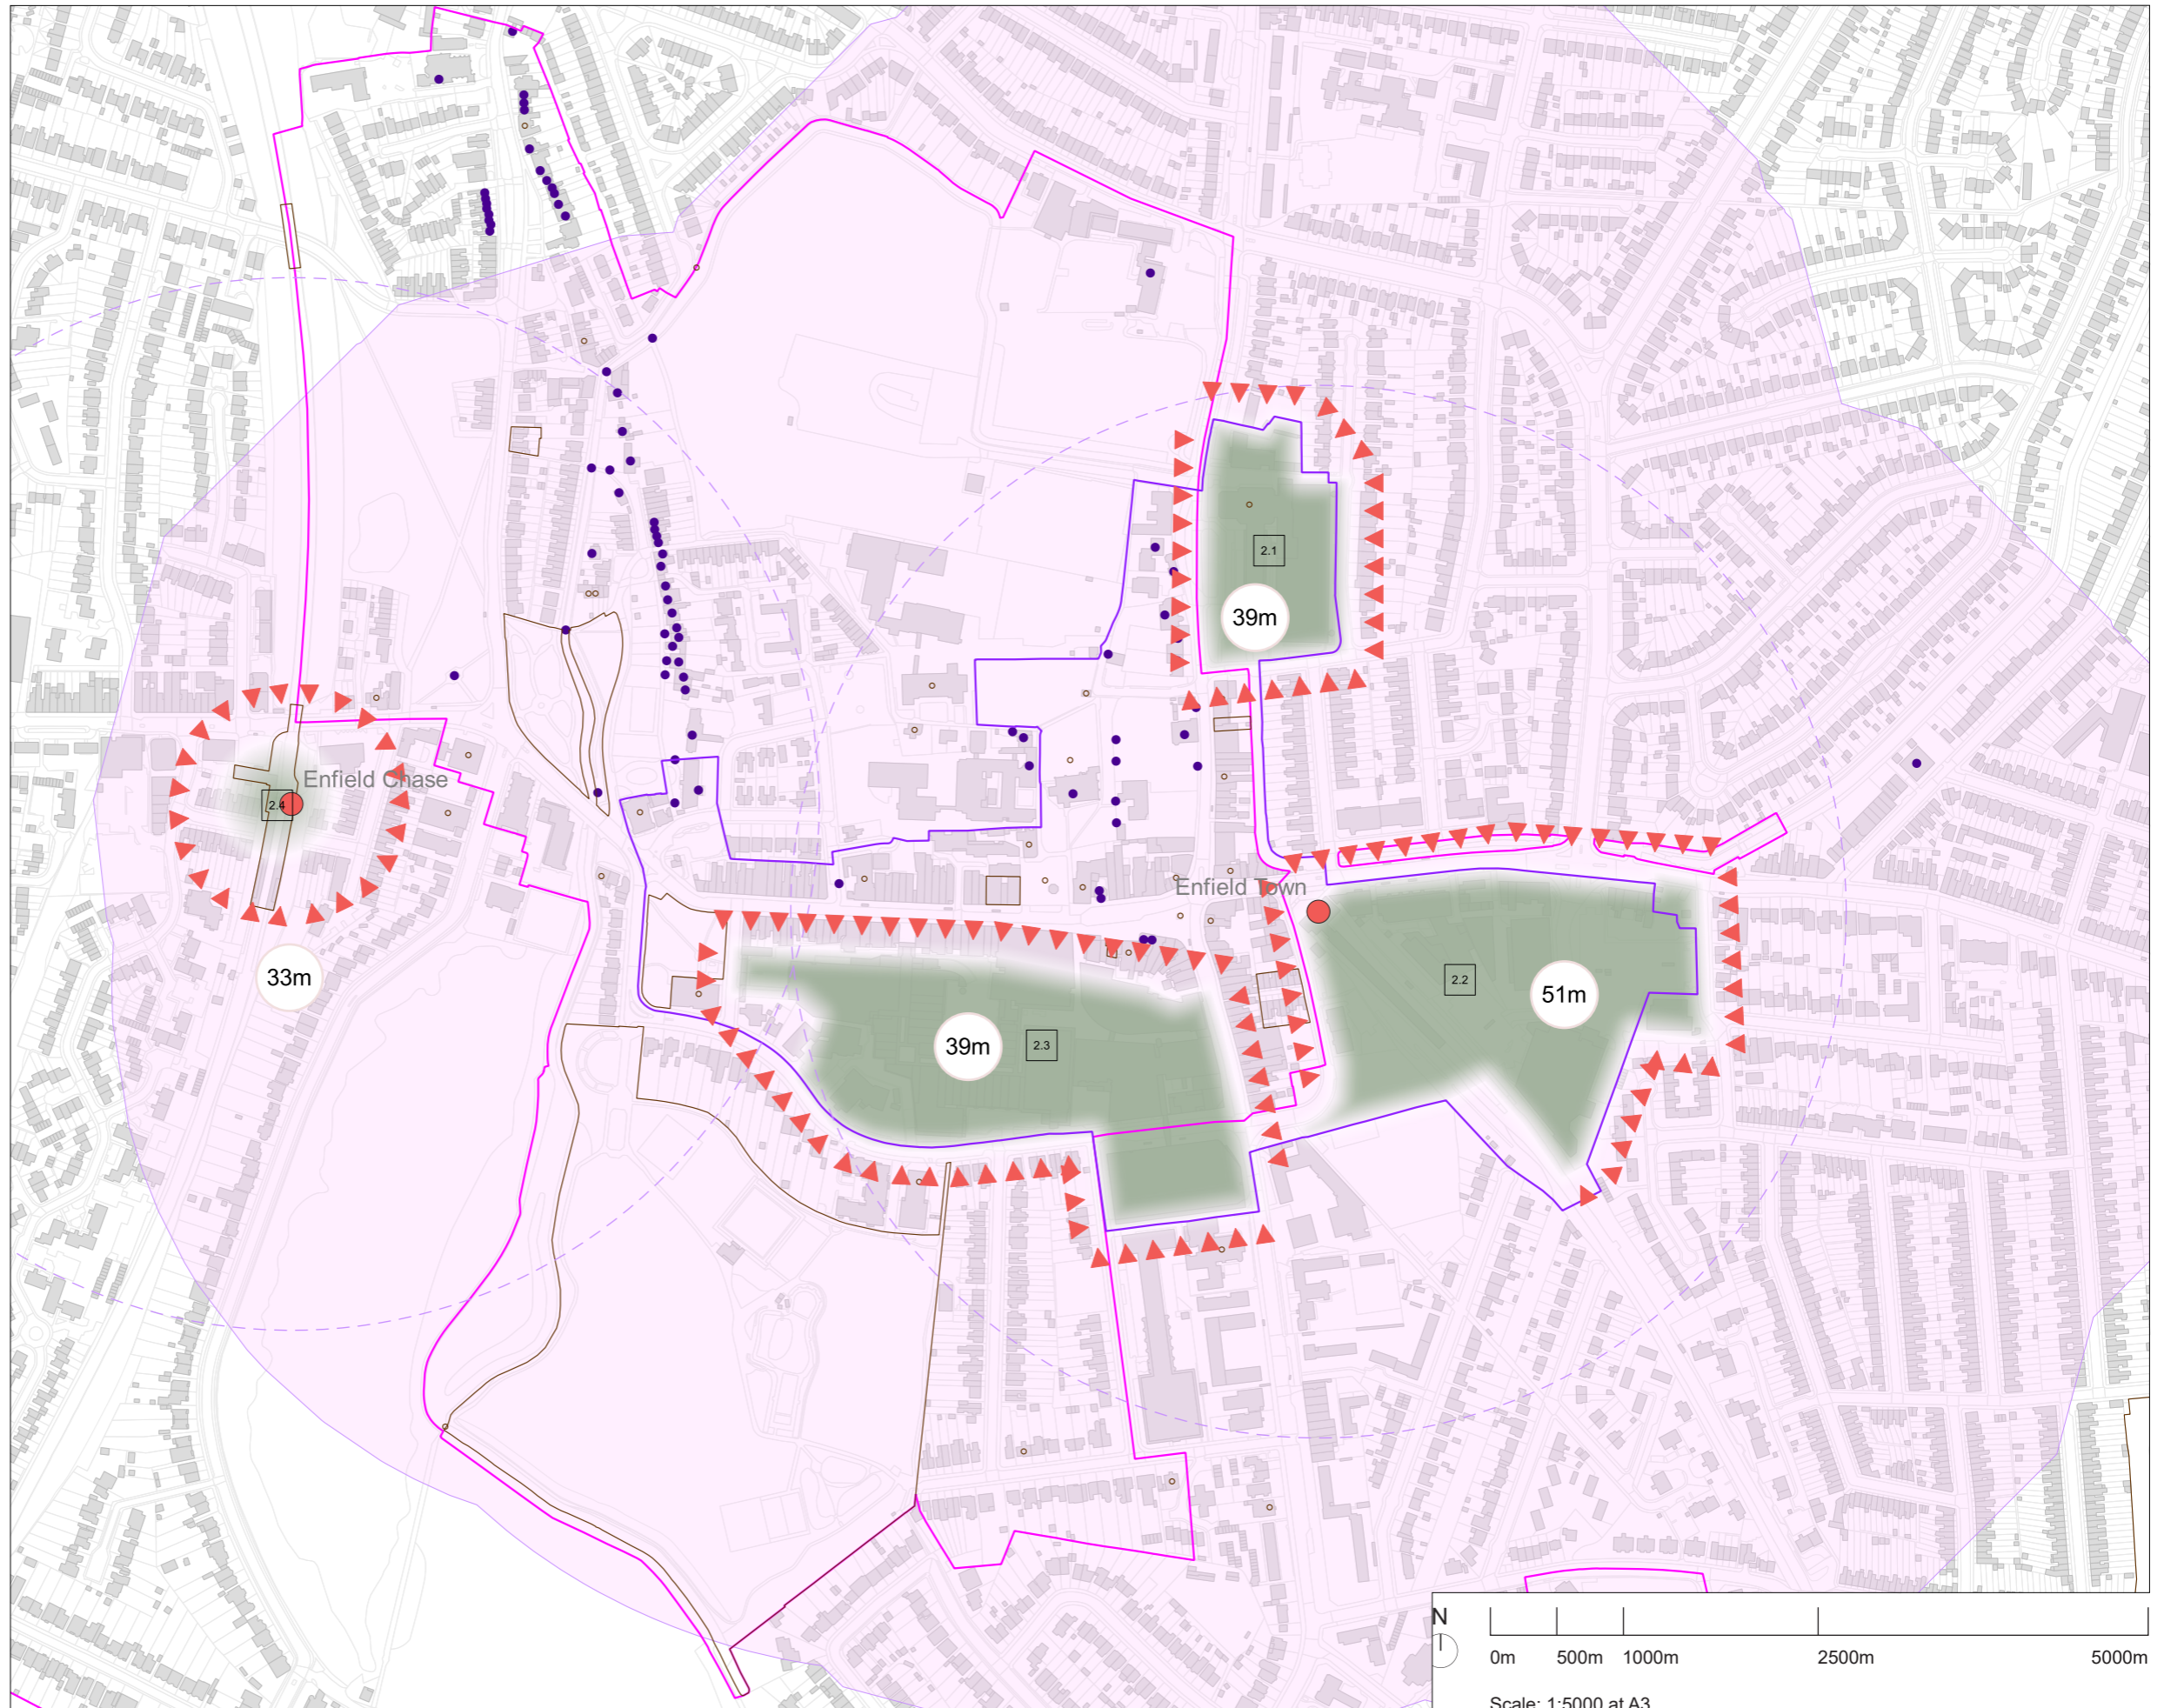 2.1
39m
Enfield Chase
2.4
Enfield Town
33m
2.2
51m
39m
2.3
N
0m 500m 1000m 2500m 5000m
Scale: 1:5000 at A3